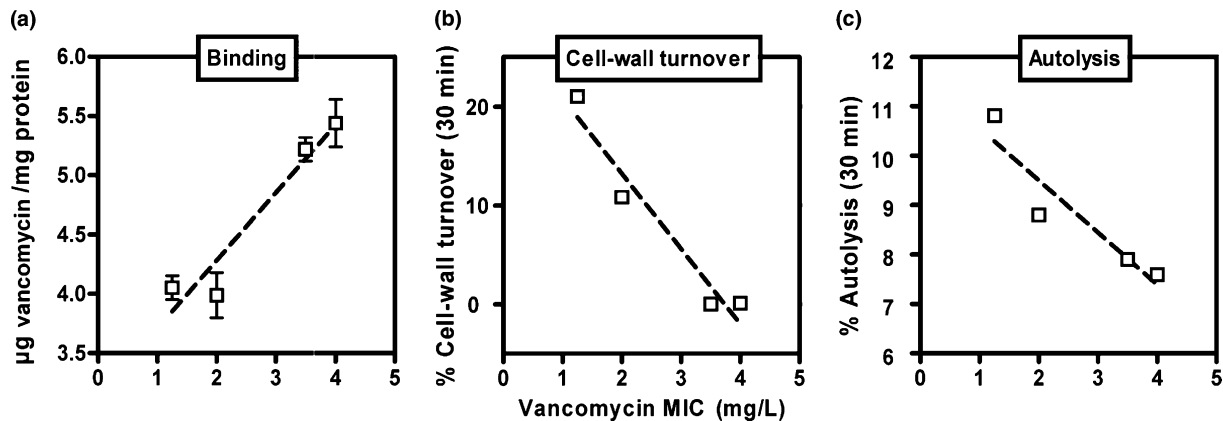 (a)
Binding
µg vancomycin /mg protein
6.0
5.5
5.0
4.5
4.0
3.5
0 1 2 3 4 5
(b)
Cell-wall turnover
% Cell-wall turnover (30 min)
20
10
0
0 1 2 3 4 5
Vancomycin MIC (mg/L)
(c)
Autolysis
% Autolysis (30 min)
12
11
10
9
8
7
6
0 1 2 3 4 5